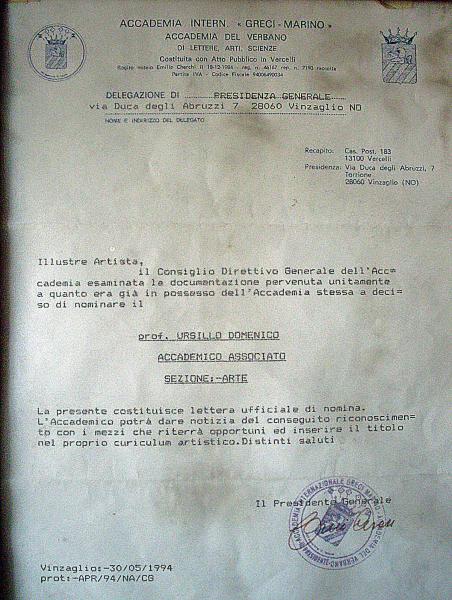 ACCADEMIA INTERN. « GRECI - MARINO »
ACCADEMIA DEL VERBANO
DI LETTERE, ARTI, SCIENZE
Costituita con Atto Pubblico in Vercelli
Partita IVA - Codice Fiscale 94006490034
DELEGAZIONE DI PRESIDENZA GENERALE
via Duca degli Abruzzi 7, 28060 Vinzaglio NO
NOME E INDIRIZZO DEL DELEGATO
Recapito: Cas. Post. 183
13100 Vercelli
Presidenza: Via Duca degli Abruzzi, 7
Torrione
28060 Vinzaglio (NO)
Illustre Artista,
il Consiglio Direttivo Generale dell'Acc=
cademia esaminata la documentazione pervenuta unitamente
a quanto era già in possesso dell'Accademia stessa a deci=
so di nominare il
prof. URSILLO DOMENICO
ACCADEMICO ASSOCIATO
SEZIONE:-ARTE
La presente costituisce lettera ufficiale di nomina.
L'Accademico potrà dare notizia del conseguito riconoscimen=
to con i mezzi che riterrà opportuni ed inserire il titolo
nel proprio curiculum artistico.Distinti saluti
Il Presidente Generale
Vinzaglio:-30/05/1994
prot:-APR/94/NA/CG